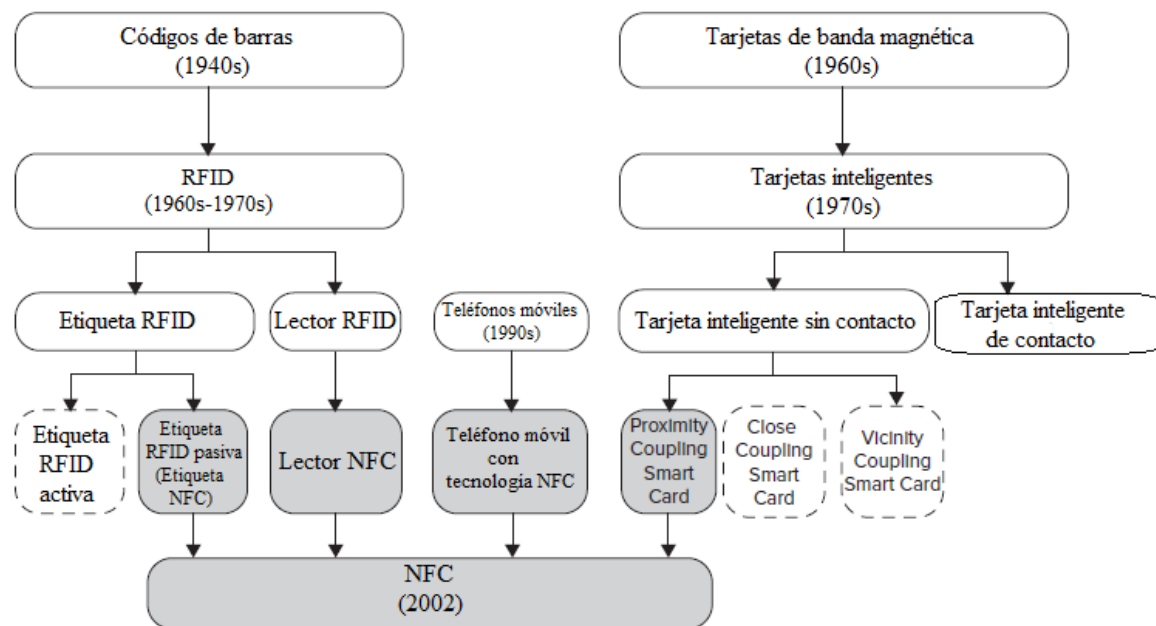 Códigos de barras
(1940s)
Tarjetas de banda magnética
(1960s)
RFID
(1960s-1970s)
Tarjetas inteligentes
(1970s)
Etiqueta RFID
Lector RFID
Teléfonos móviles
(1990s)
Tarjeta inteligente sin contacto
Tarjeta inteligente
de contacto
Etiqueta
RFID
activa
Etiqueta
RFID pasiva
(Etiqueta
NFC)
Lector NFC
Teléfono móvil
con
tecnología NFC
Proximity
Coupling
Smart
Card
Close
Coupling
Smart
Card
Vicinity
Coupling
Smart Card
NFC
(2002)